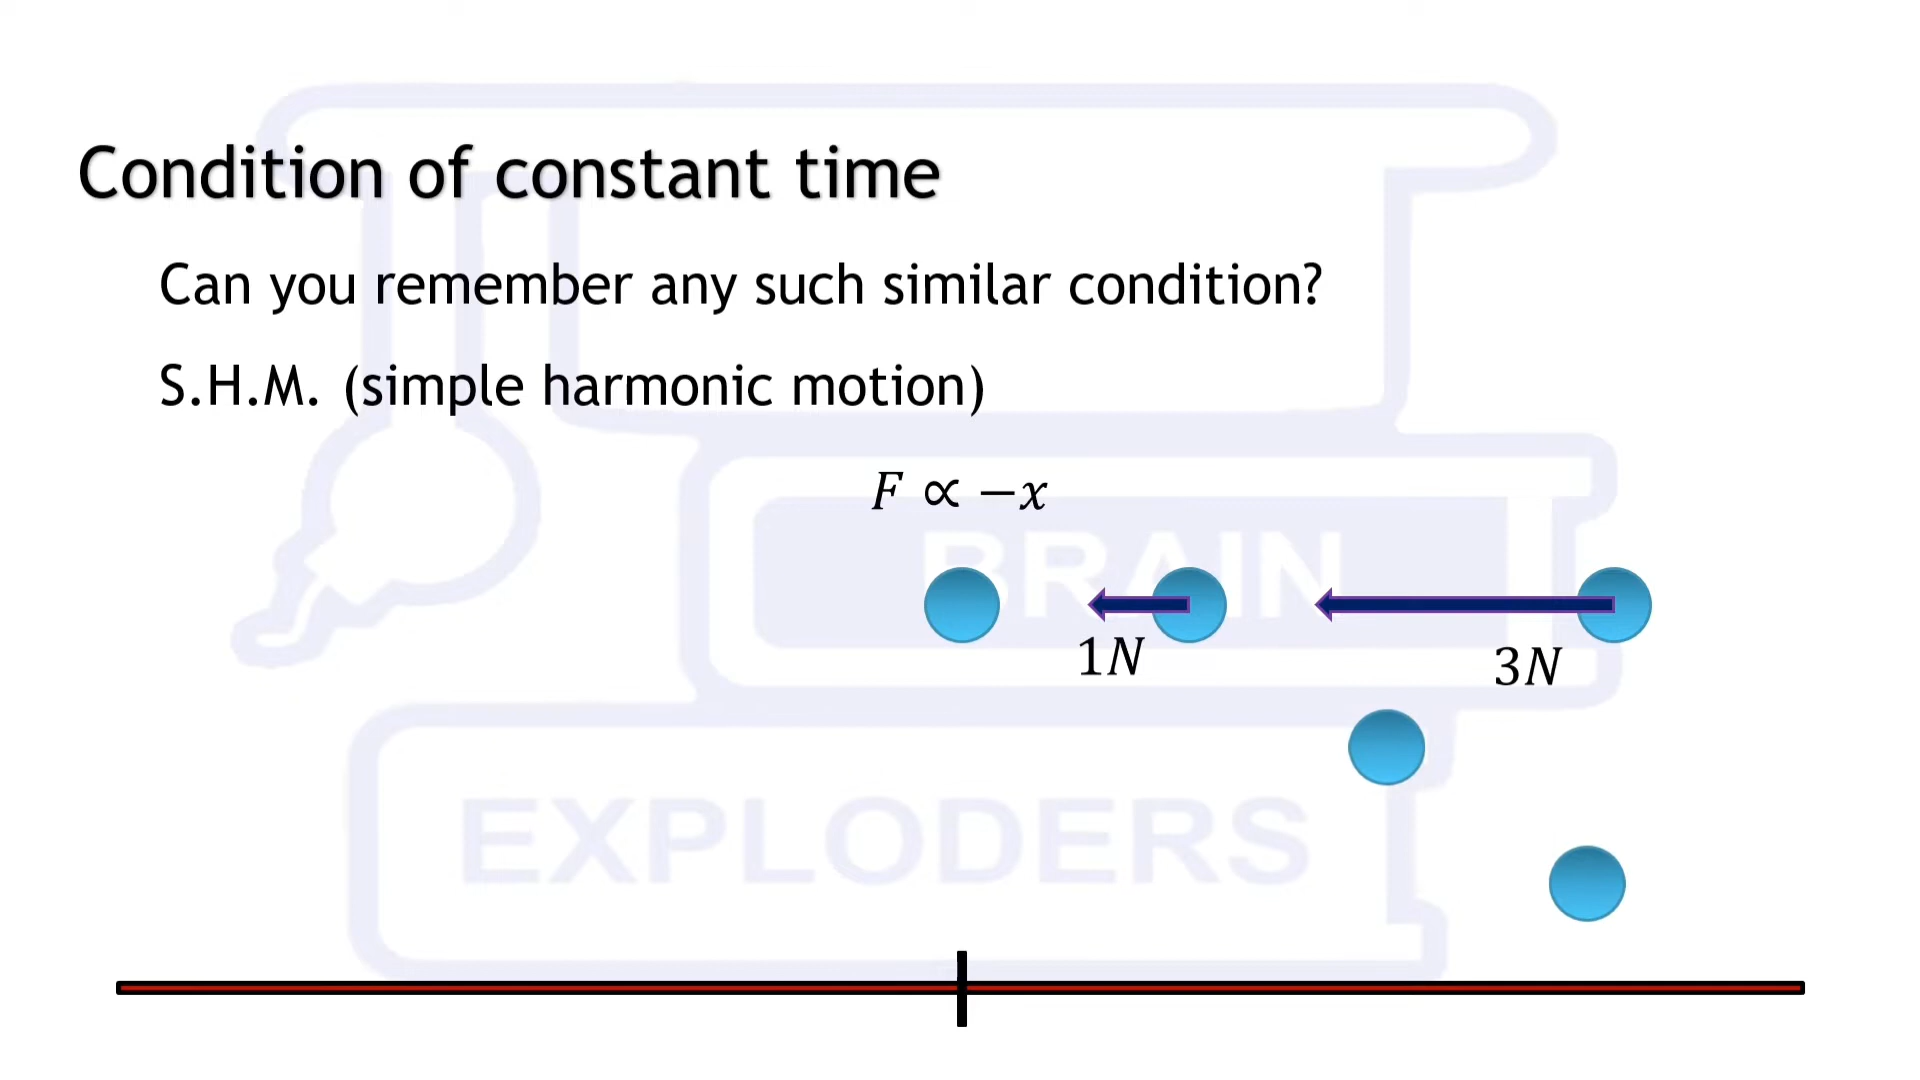 Condition of constant time
Can you remember any such similar condition?
S.H.M. (simple harmonic motion)
F ∝ −x
BRAIN
1N
3N
EXPLODERS